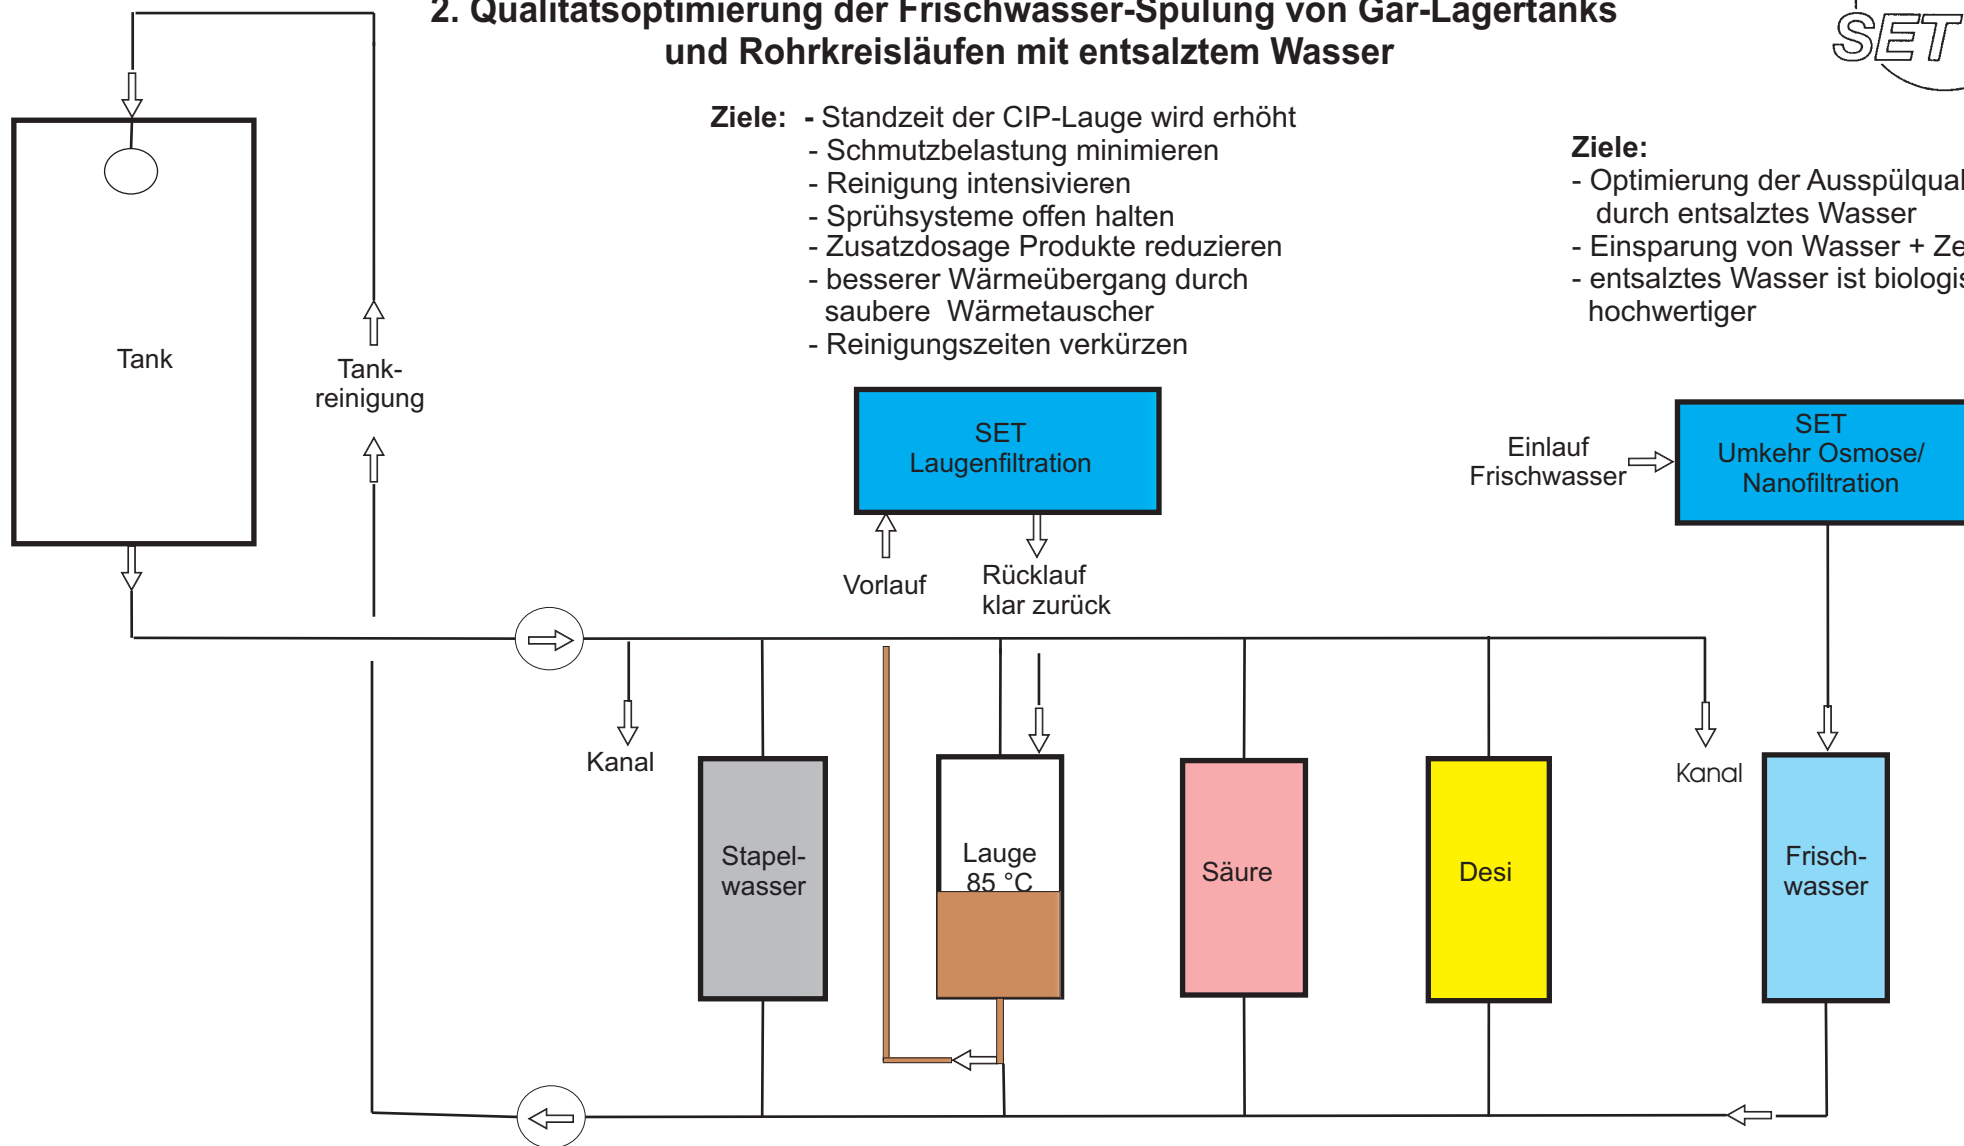 2. Qualitätsoptimierung der Frischwasser-Spülung von Gär-Lagertanks
und Rohrkreisläufen mit entsalztem Wasser
SET
Ziele: - Standzeit der CIP-Lauge wird erhöht
- Schmutzbelastung minimieren
- Reinigung intensivieren
- Sprühsysteme offen halten
- Zusatzdosage Produkte reduzieren
- besserer Wärmeübergang durch
saubere Wärmetauscher
- Reinigungszeiten verkürzen
Ziele:
- Optimierung der Ausspülqual
durch entsalztes Wasser
- Einsparung von Wasser + Ze
- entsalztes Wasser ist biologis
hochwertiger
Tank
Tank-
reinigung
SET
Laugenfiltration
Einlauf
Frischwasser
SET
Umkehr Osmose/
Nanofiltration
Vorlauf
Rücklauf
klar zurück
Kanal
Kanal
Stapel-
wasser
Lauge
85 °C
Säure
Desi
Frisch-
wasser